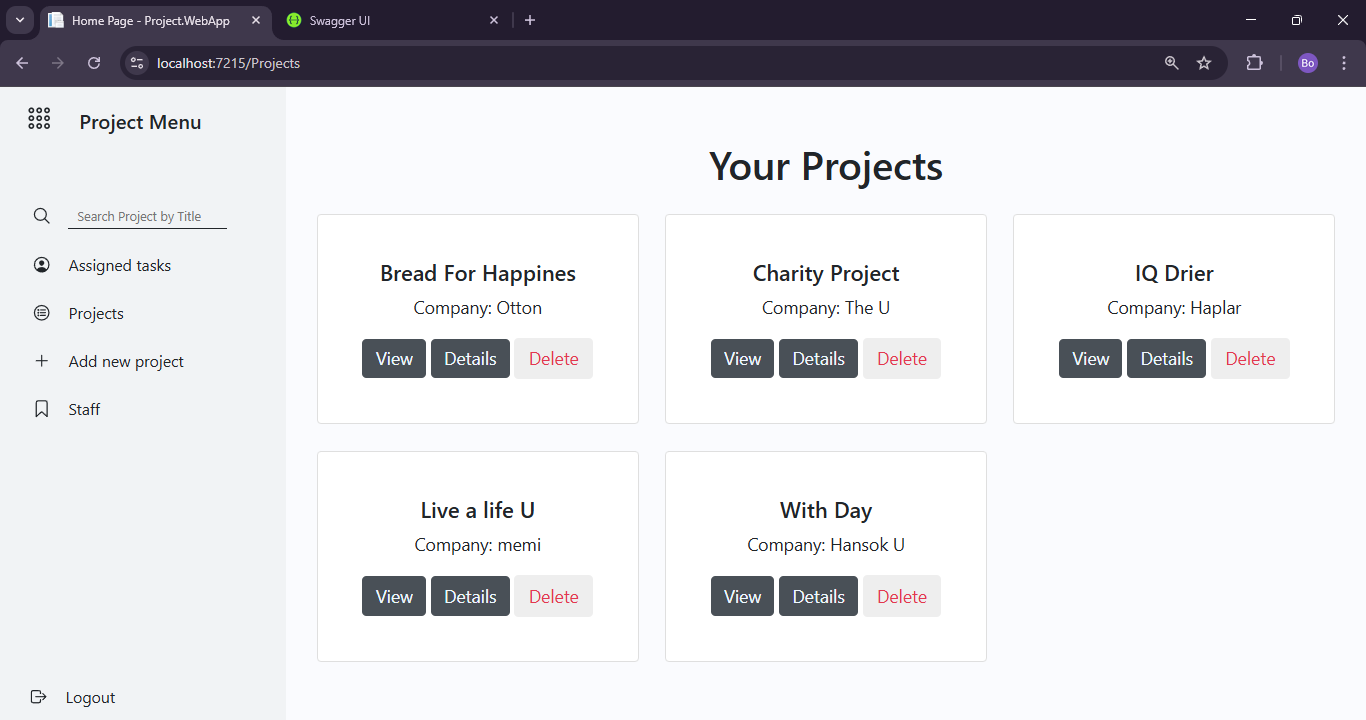 Home Page - Project.WebApp
Swagger UI
localhost:7215/Projects
Bo
Project Menu
Search Project by Title
Assigned tasks
Projects
Add new project
Staff
Logout
Your Projects
Bread For Happines
Company: Otton
View Details Delete
Charity Project
Company: The U
View Details Delete
IQ Drier
Company: Haplar
View Details Delete
Live a life U
Company: memi
View Details Delete
With Day
Company: Hansok U
View Details Delete